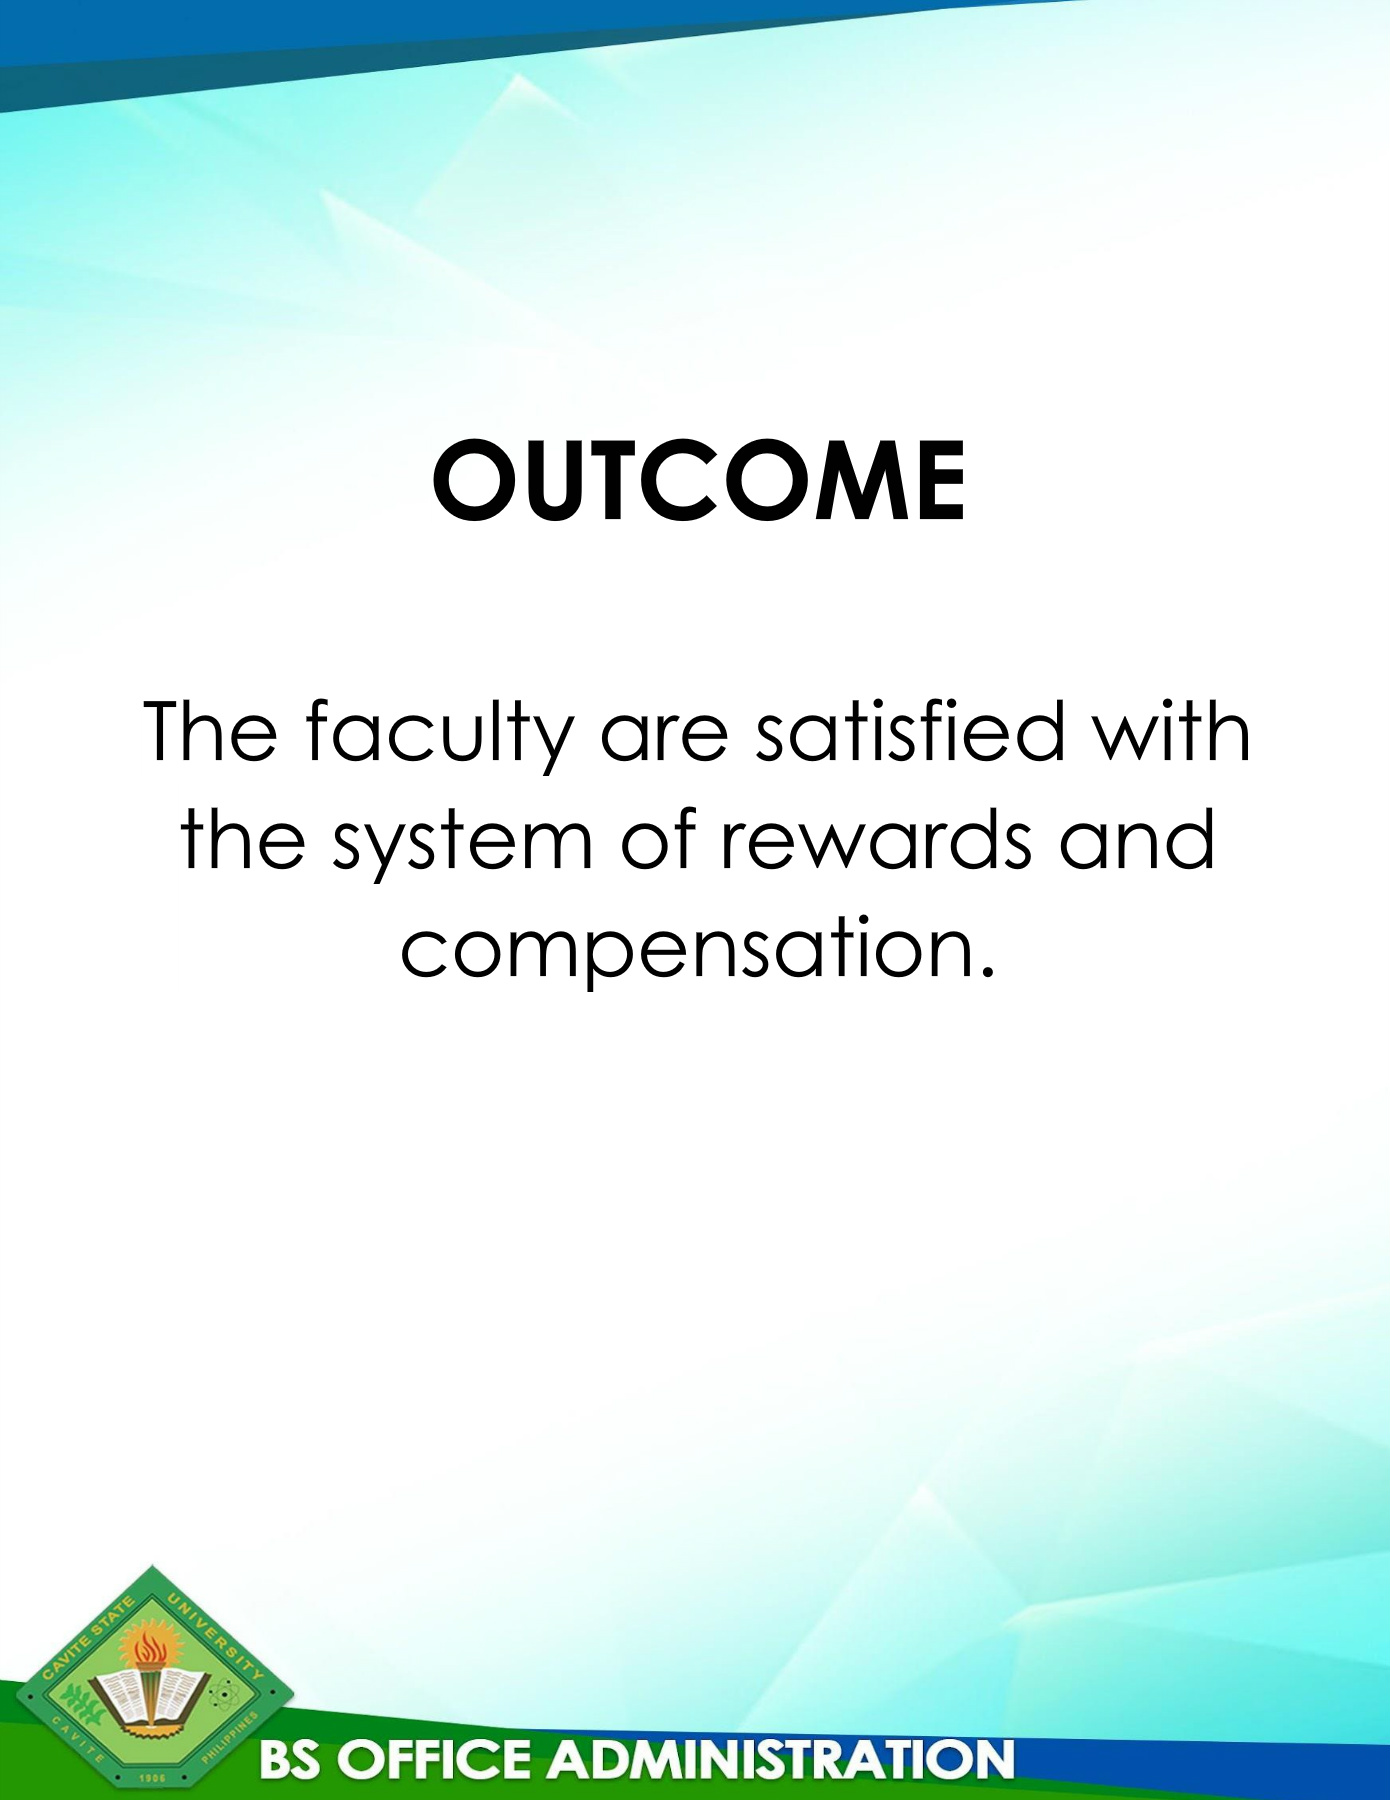 OUTCOME
The faculty are satisfied with
the system of rewards and
compensation.
CAVITE STATE UNIVERSITY
CAVITE PHILIPPINES
1906
BS OFFICE ADMINISTRATION